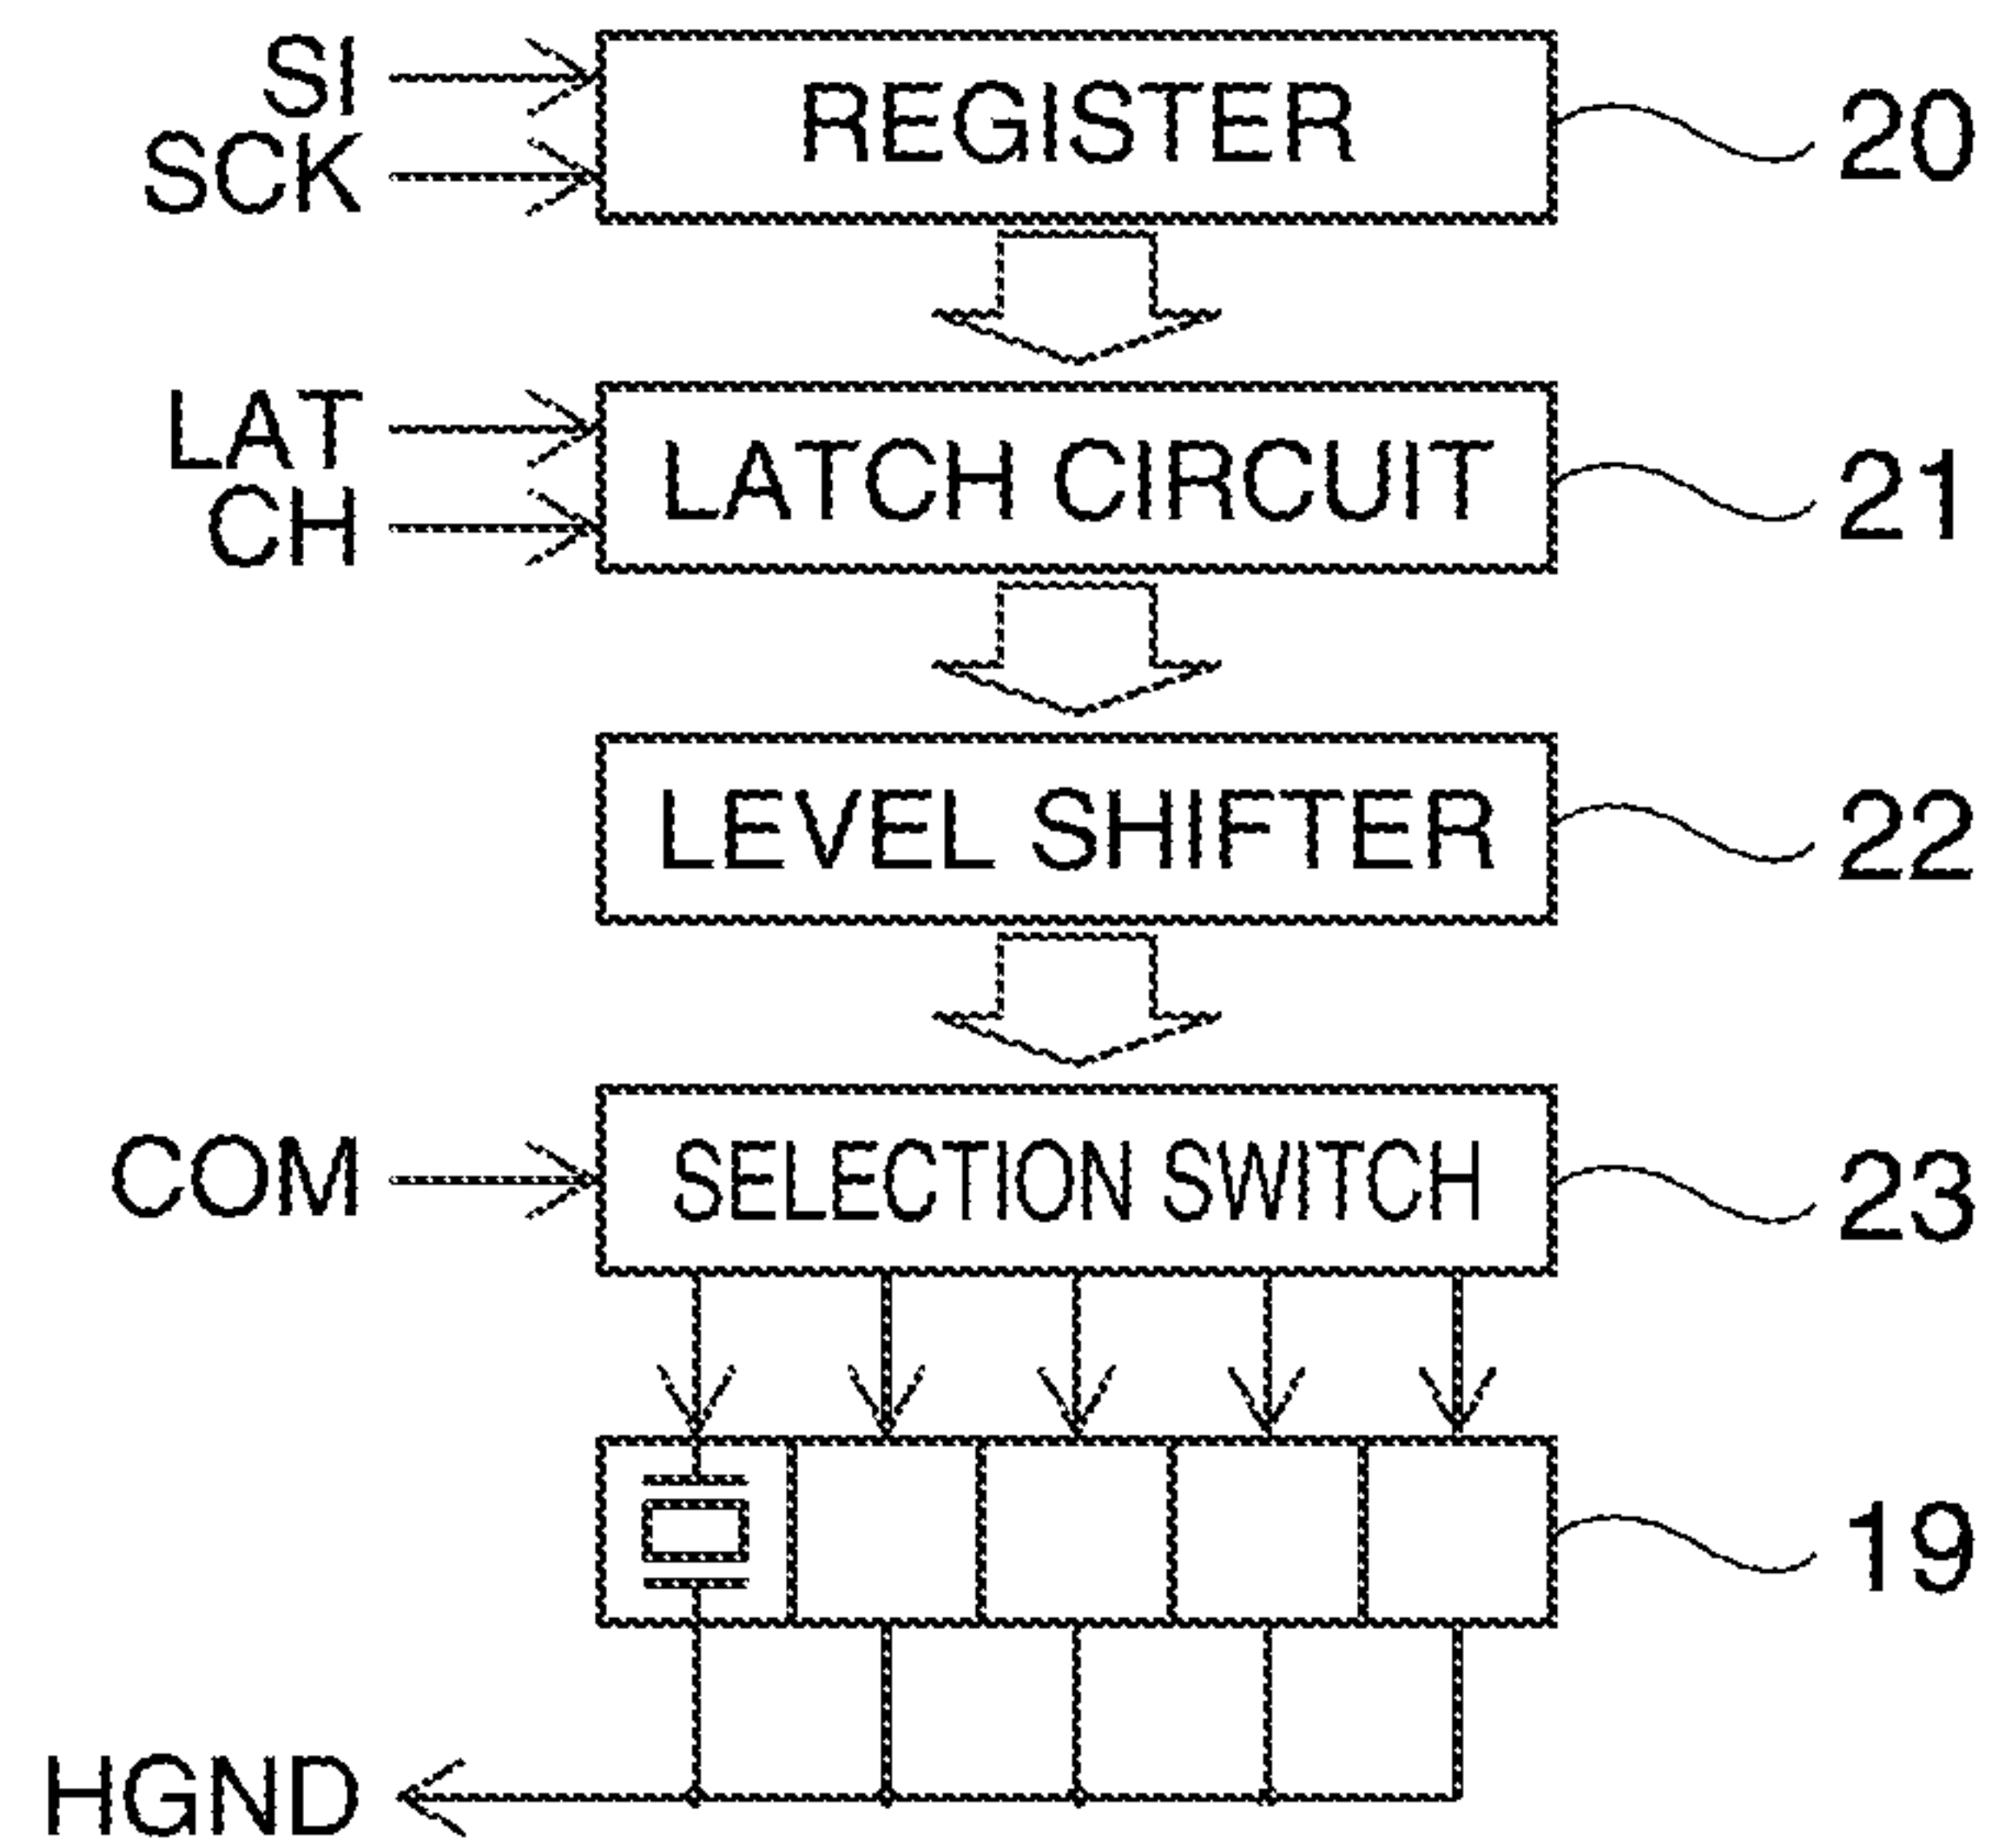 SI
SCK
REGISTER
20
LAT
CH
LATCH CIRCUIT
21
LEVEL SHIFTER
22
COM
SELECTION SWITCH
23
19
HGND